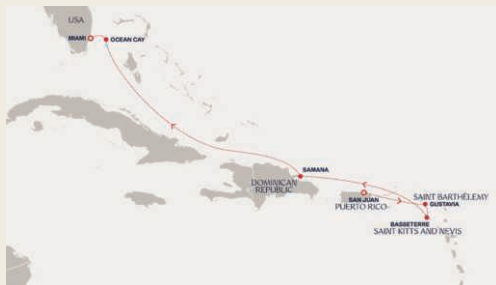 USA
MIAMI
OCEAN CAY
SAMANA
DOMINICAN
REPUBLIC
SAN JUAN
PUERTO RICO
SAINT BARTHÉLEMY
GUSTAVIA
BASSETERRE
SAINT KITTS AND NEVIS